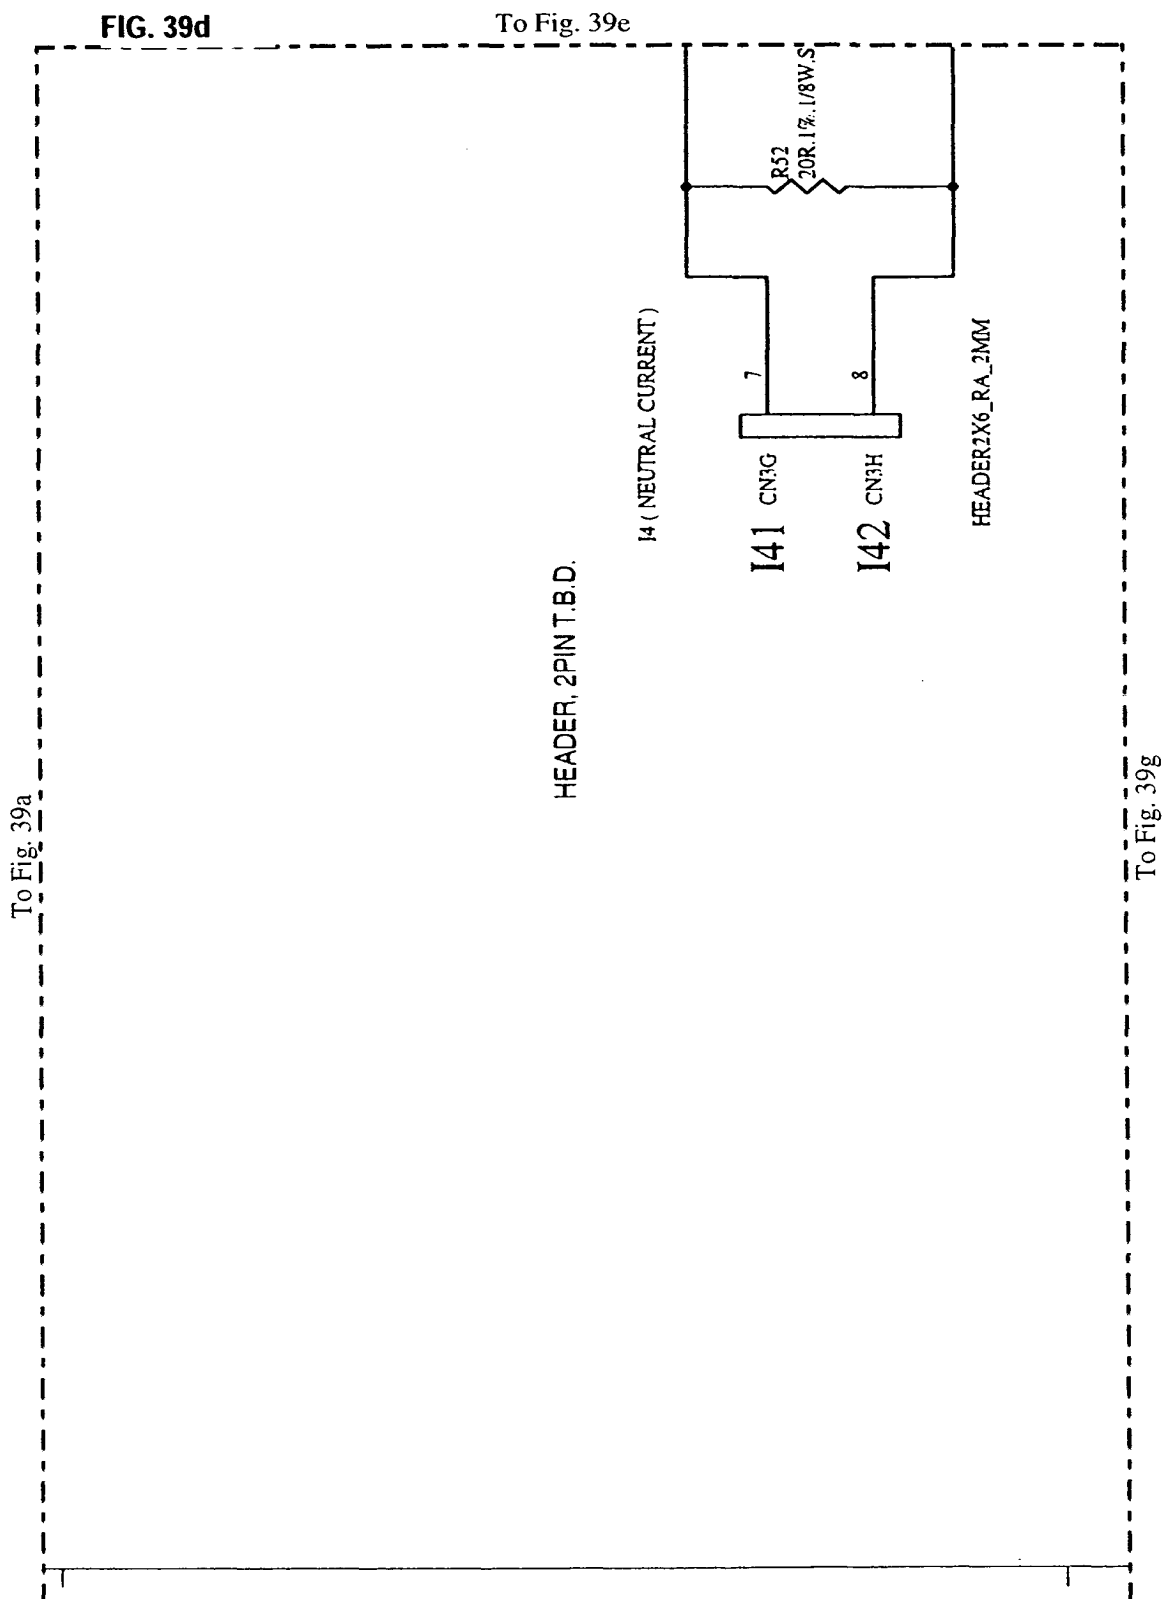 FIG. 39d
To Fig. 39e
R52
20R.1%.1/8W.S
I4 ( NEUTRAL CURRENT )
7
8
CN3G
CN3H
I41
I42
HEADER2X6_RA_2MM
HEADER, 2PIN T.B.D.
To Fig. 39a
To Fig. 39g